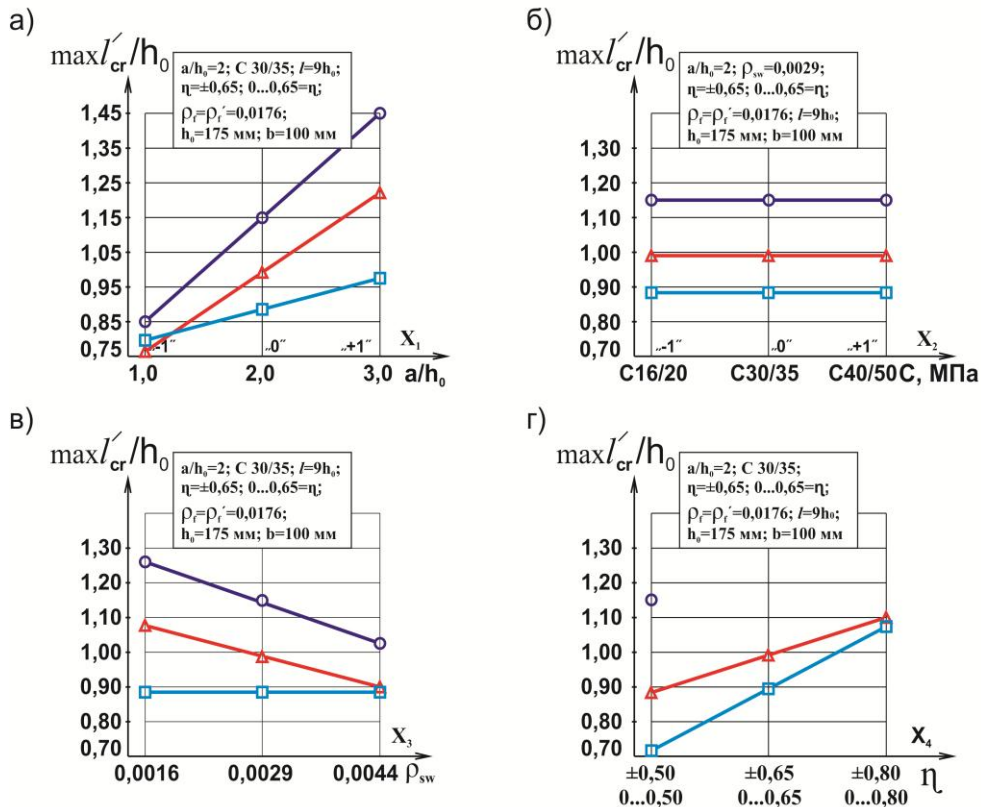 а)
max l′cr/h₀
a/h₀=2; C 30/35; l=9h₀;
η=±0,65; 0...0,65=η;
ρf=ρf′=0,0176;
h₀=175 мм; b=100 мм
1,45
1,35
1,25
1,15
1,05
0,95
0,85
0,75
„-1″ „0″ „+1″ X₁
1,0 2,0 3,0 a/h₀
б)
max l′cr/h₀
a/h₀=2; ρsw=0,0029;
η=±0,65; 0...0,65=η;
ρf=ρf′=0,0176; l=9h₀;
h₀=175 мм; b=100 мм
1,30
1,20
1,10
1,00
0,90
0,80
0,70
„-1″ „0″ „+1″ X₂
C16/20 C30/35 C40/50 C, МПа
в)
max l′cr/h₀
a/h₀=2; C 30/35; l=9h₀;
η=±0,65; 0...0,65=η;
ρf=ρf′=0,0176;
h₀=175 мм; b=100 мм
1,30
1,20
1,10
1,00
0,90
0,80
0,70
X₃
0,0016 0,0029 0,0044 ρsw
г)
max l′cr/h₀
a/h₀=2; C 30/35;
η=±0,65; 0...0,65=η;
ρf=ρf′=0,0176; l=9h₀;
h₀=175 мм; b=100 мм
1,30
1,20
1,10
1,00
0,90
0,80
0,70
X₄
±0,50 ±0,65 ±0,80 η
0...0,50 0...0,65 0...0,80